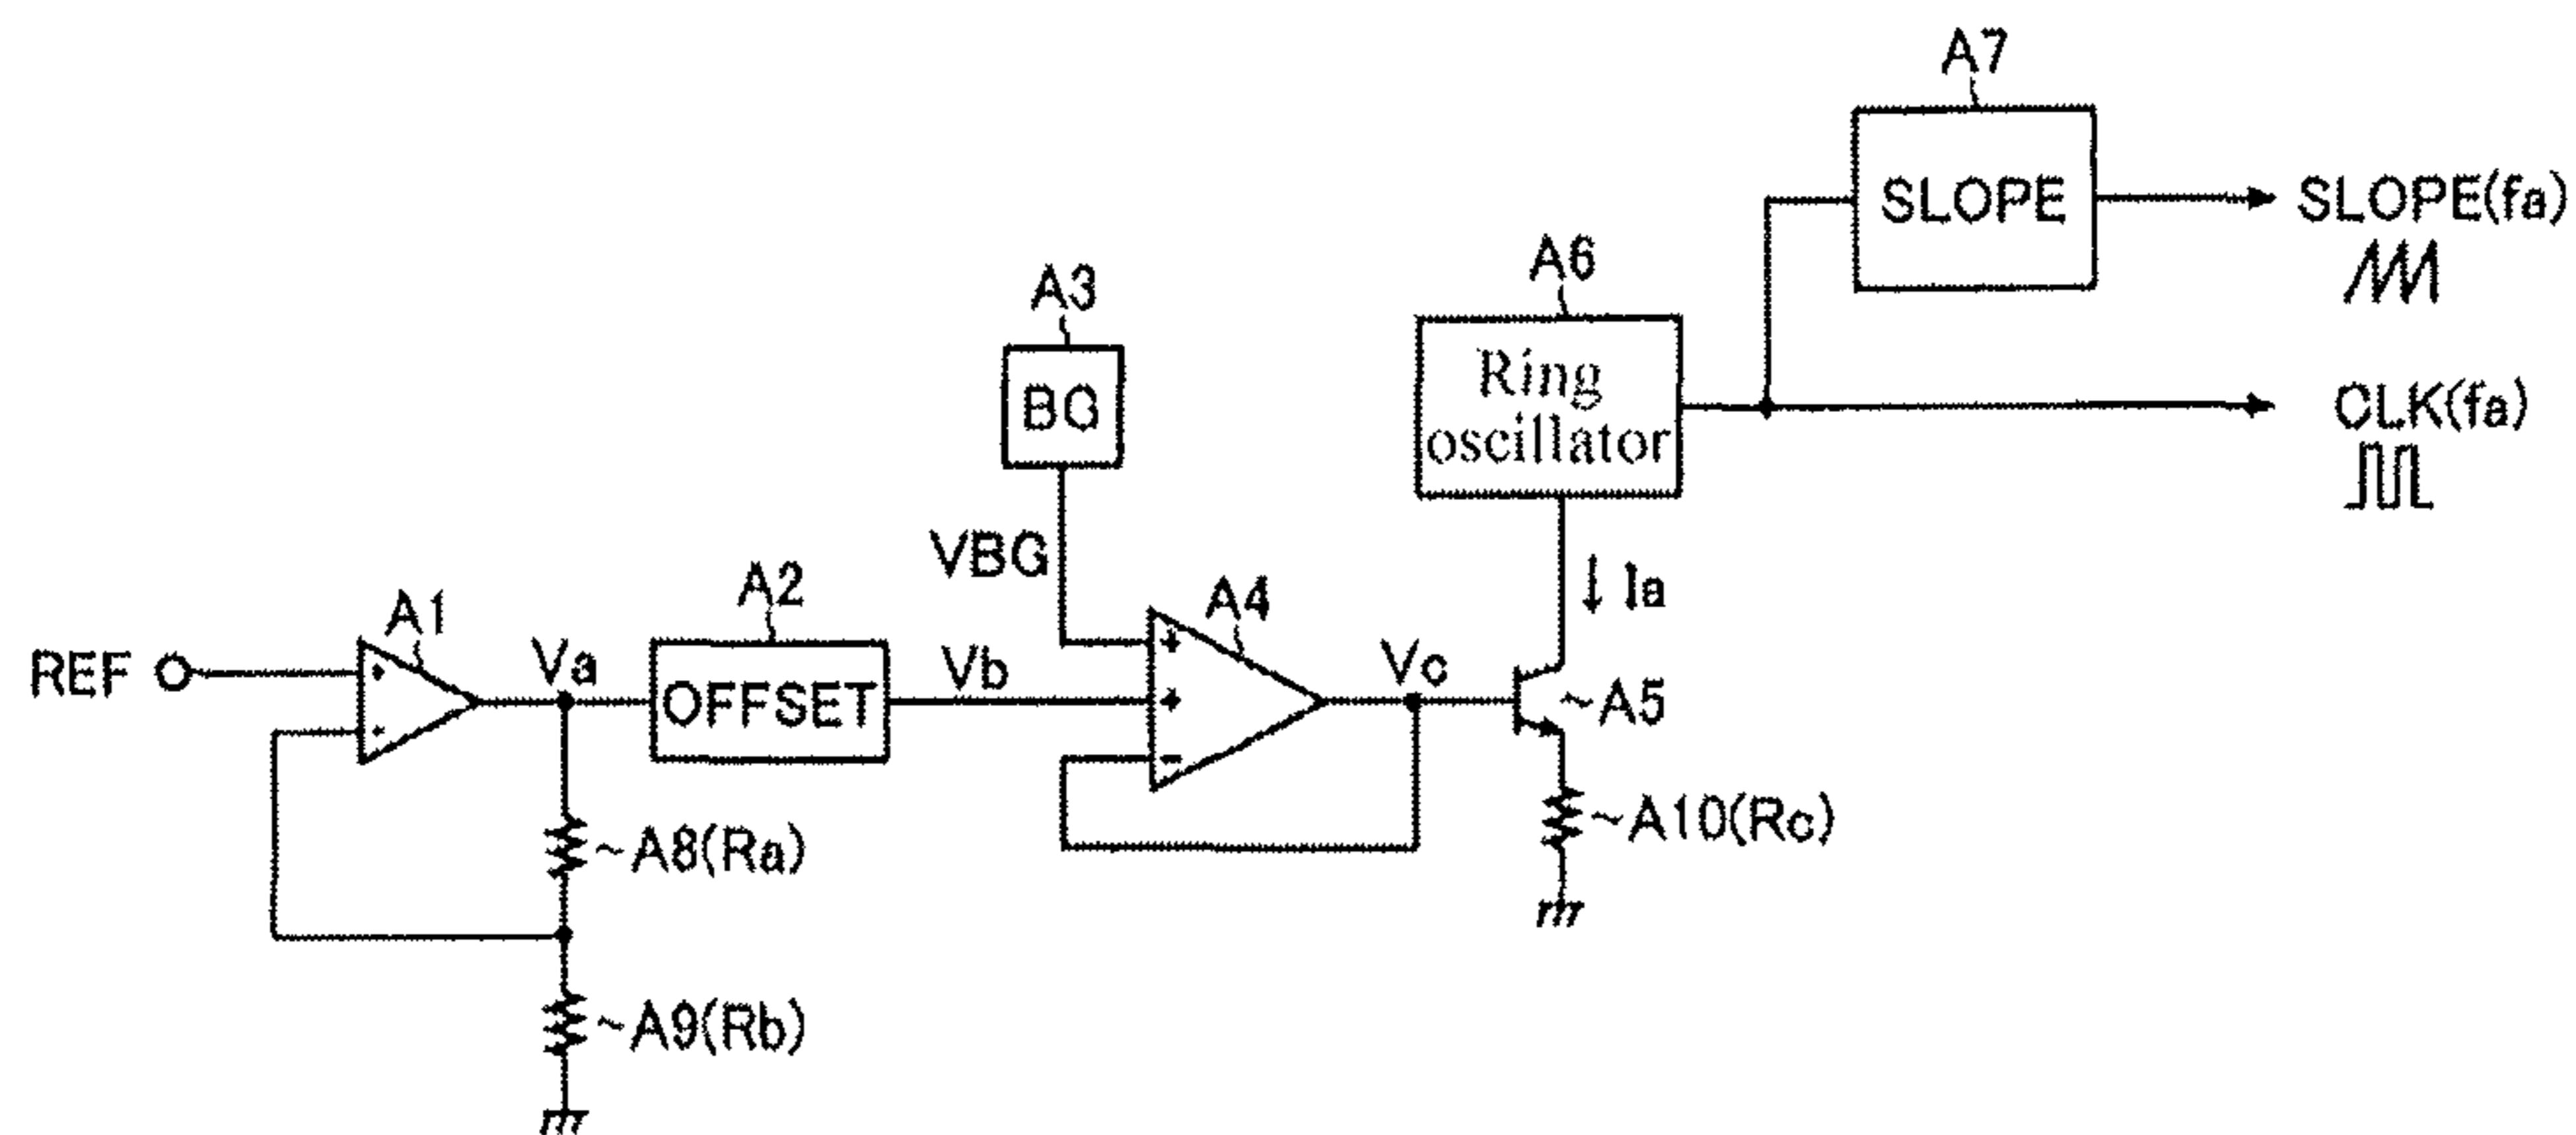 A7
SLOPE
SLOPE(fa)
A6
Ring
oscillator
CLK(fa)
A3
BG
VBG
Ia
A1
A2
A4
REF
+
-
Va
OFFSET
Vb
+
+
-
Vc
~A5
~A8(Ra)
~A10(Rc)
~A9(Rb)